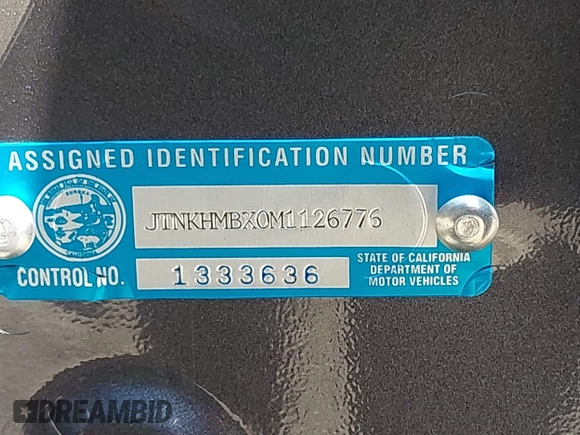 ASSIGNED IDENTIFICATION NUMBER
JTNKHMBX0M1126776
CONTROL NO.
1333636
STATE OF CALIFORNIA
DEPARTMENT OF
MOTOR VEHICLES
DREAMBID